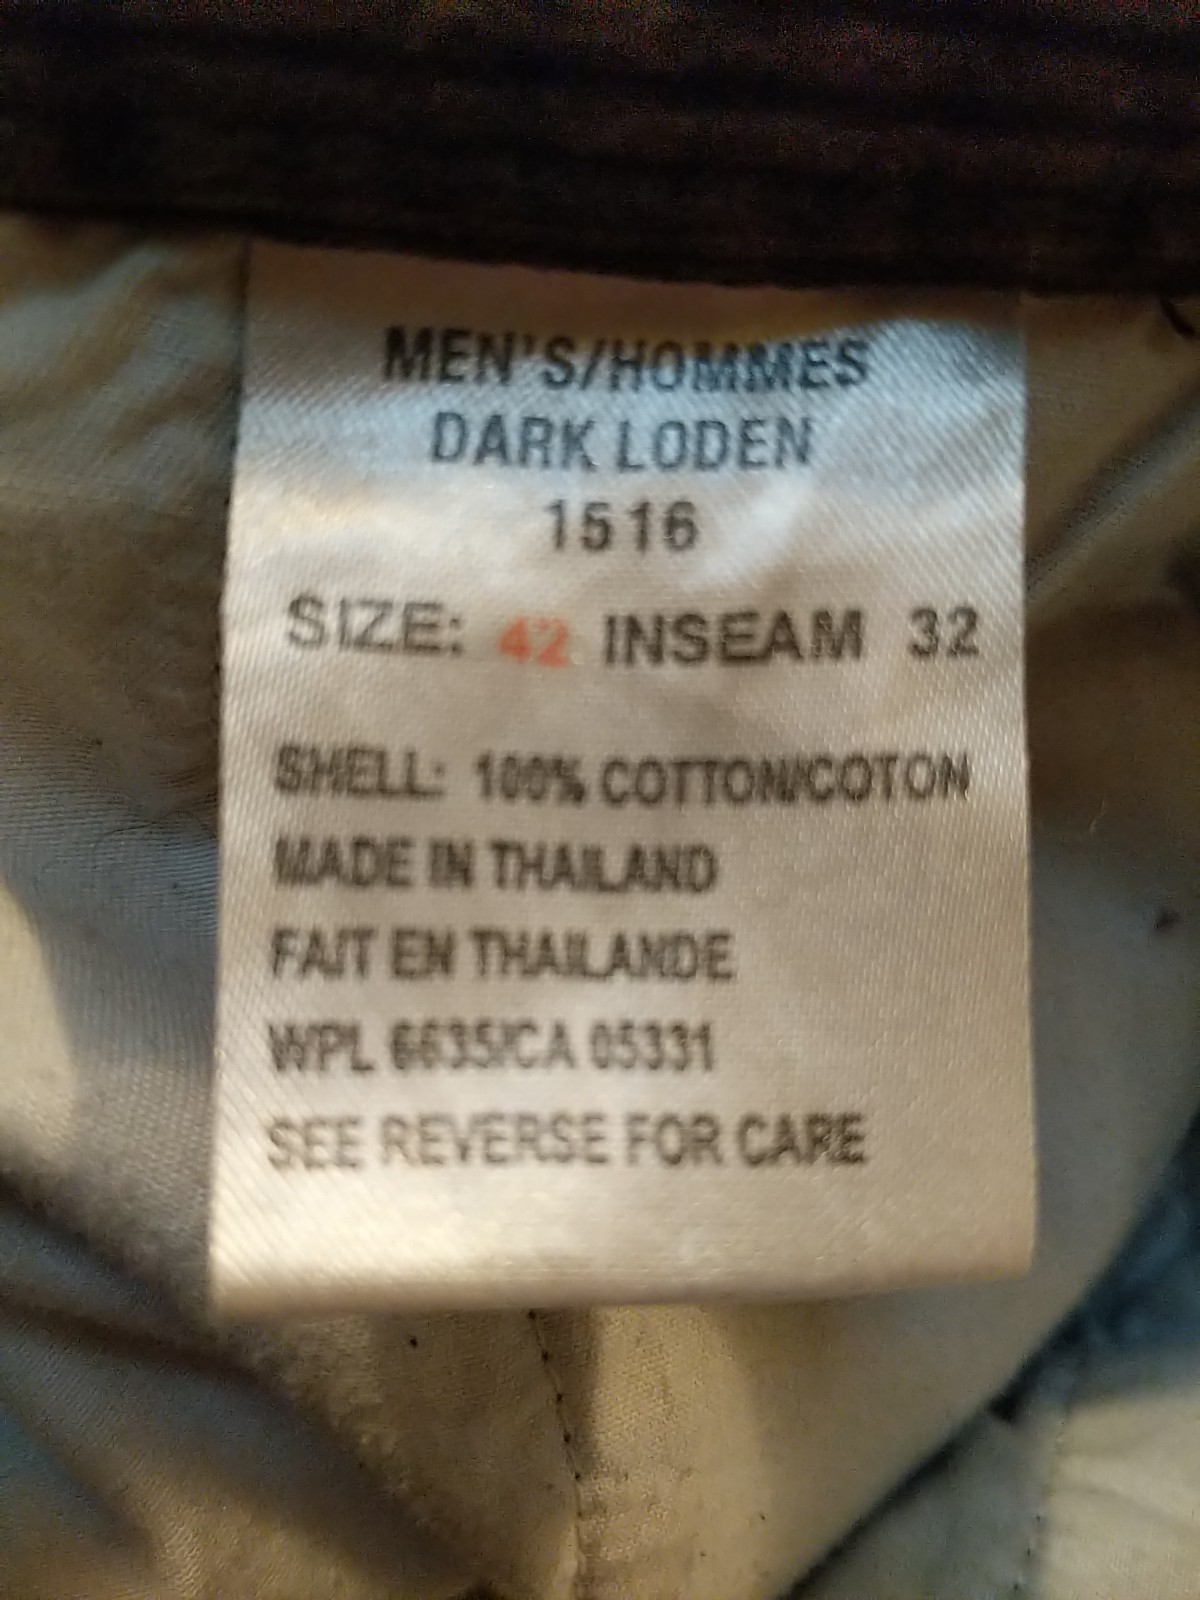 MEN'S/HOMMES
DARK LODEN
1516
SIZE: 42 INSEAM 32
SHELL: 100% COTTON/COTON
MADE IN THAILAND
FAIT EN THAILANDE
WPL 6635/CA 05331
SEE REVERSE FOR CARE